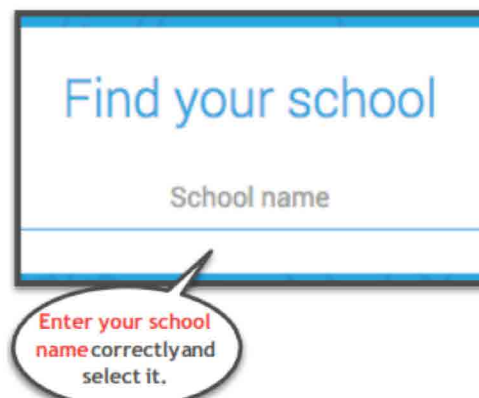 Find your school
School name
Enter your school
name correctly and
select it.